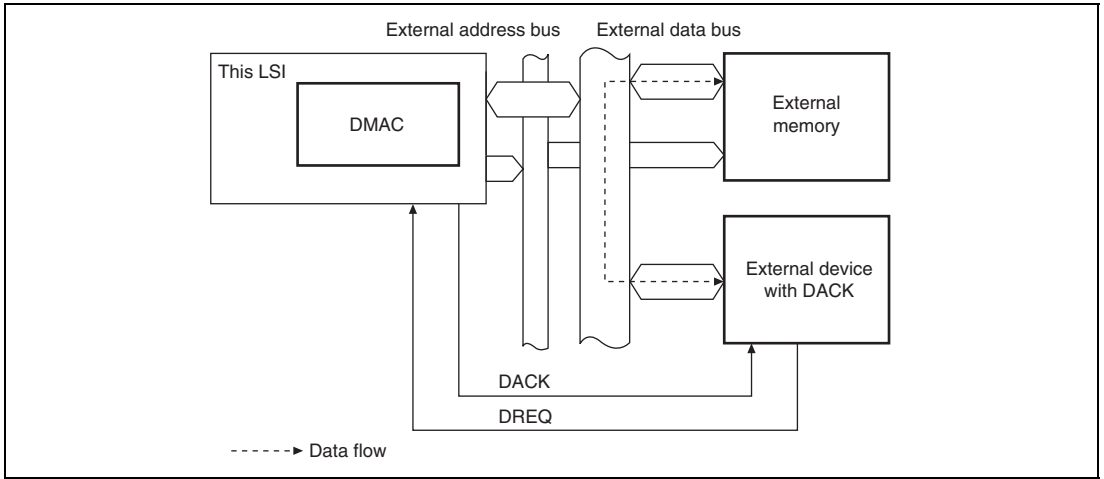 External address bus
External data bus
This LSI
DMAC
External
memory
External device
with DACK
DACK
DREQ
Data flow